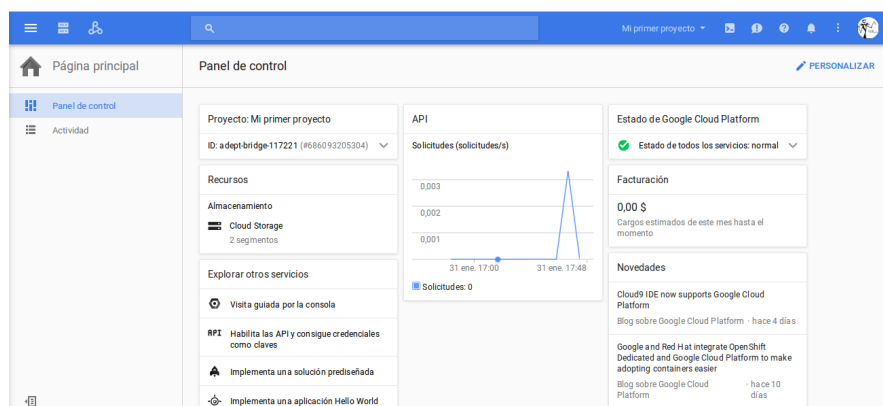 Mi primer proyecto
Página principal
Panel de control
PERSONALIZAR
Panel de control
Actividad
Proyecto: Mi primer proyecto
ID: adept-bridge-117221 (#686093205304)
Recursos
Almacenamiento
Cloud Storage
2 segmentos
Explorar otros servicios
Visita guiada por la consola
API
Habilita las API y consigue credenciales
como claves
Implementa una solución prediseñada
Implementa una aplicación Hello World
API
Solicitudes (solicitudes/s)
0,003
0,002
0,001
31 ene. 17:00
31 ene. 17:48
Solicitudes: 0
Estado de Google Cloud Platform
Estado de todos los servicios: normal
Facturación
0,00 $
Cargos estimados de este mes hasta el
momento
Novedades
Cloud9 IDE now supports Google Cloud
Platform
Blog sobre Google Cloud Platform - hace 4 días
Google and Red Hat integrate OpenShift
Dedicated and Google Cloud Platform to make
adopting containers easier
Blog sobre Google Cloud
Platform
- hace 10
días